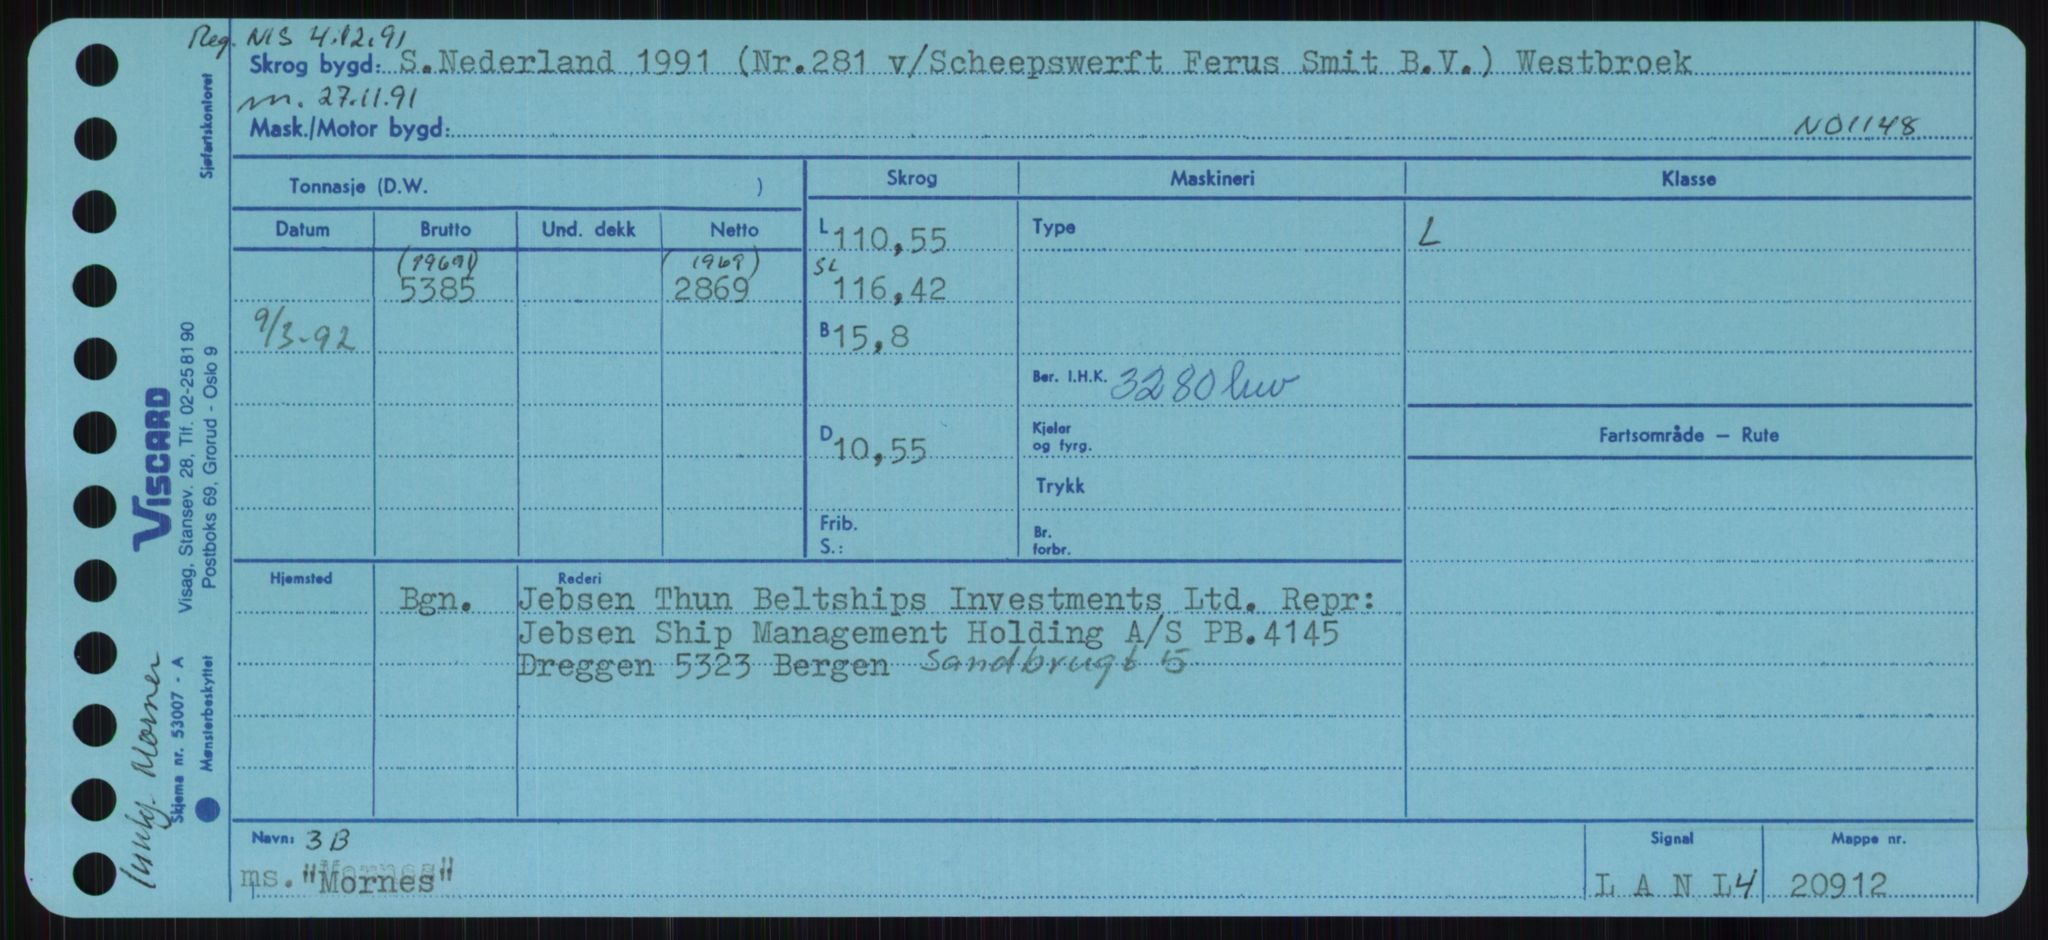 Reg. NIS 4.12.91
Skrog bygd: S.Nederland 1991 (Nr.281 v/Scheepswerft Ferus Smit B.V.) Westbroek
m. 27.11.91
Mask./Motor bygd: N01148
Tonnasje (D.W. )
Skrog Maskineri Klasse
Datum Brutto Und. dekk Netto
L 110,55 Type L
(1969) (1969)
5385 2869
SL 116,42
9/3-92
B 15,8
Ber. I.H.K. 3280 kw
D 10,55
Kjeler
og fyrg.
Fartsområde — Rute
Trykk
Frib.
S.:
Br.
forbr.
Hjemsted Rederi
Bgn. Jebsen Thun Beltships Investments Ltd. Repr:
Jebsen Ship Management Holding A/S PB.4145
Dreggen 5323 Bergen Sandbrugt 5
Navn: 3B
ms. "Mornes"
Signal Mappe nr.
L A N L4 20912
Sjøfartskontoret
VISCARD
Visag, Stansev. 28, Tlf. 02-25 81 90
Postboks 69, Grorud - Oslo 9
Skjema nr. 53007 - A
Mønsterbeskyttet
Morner